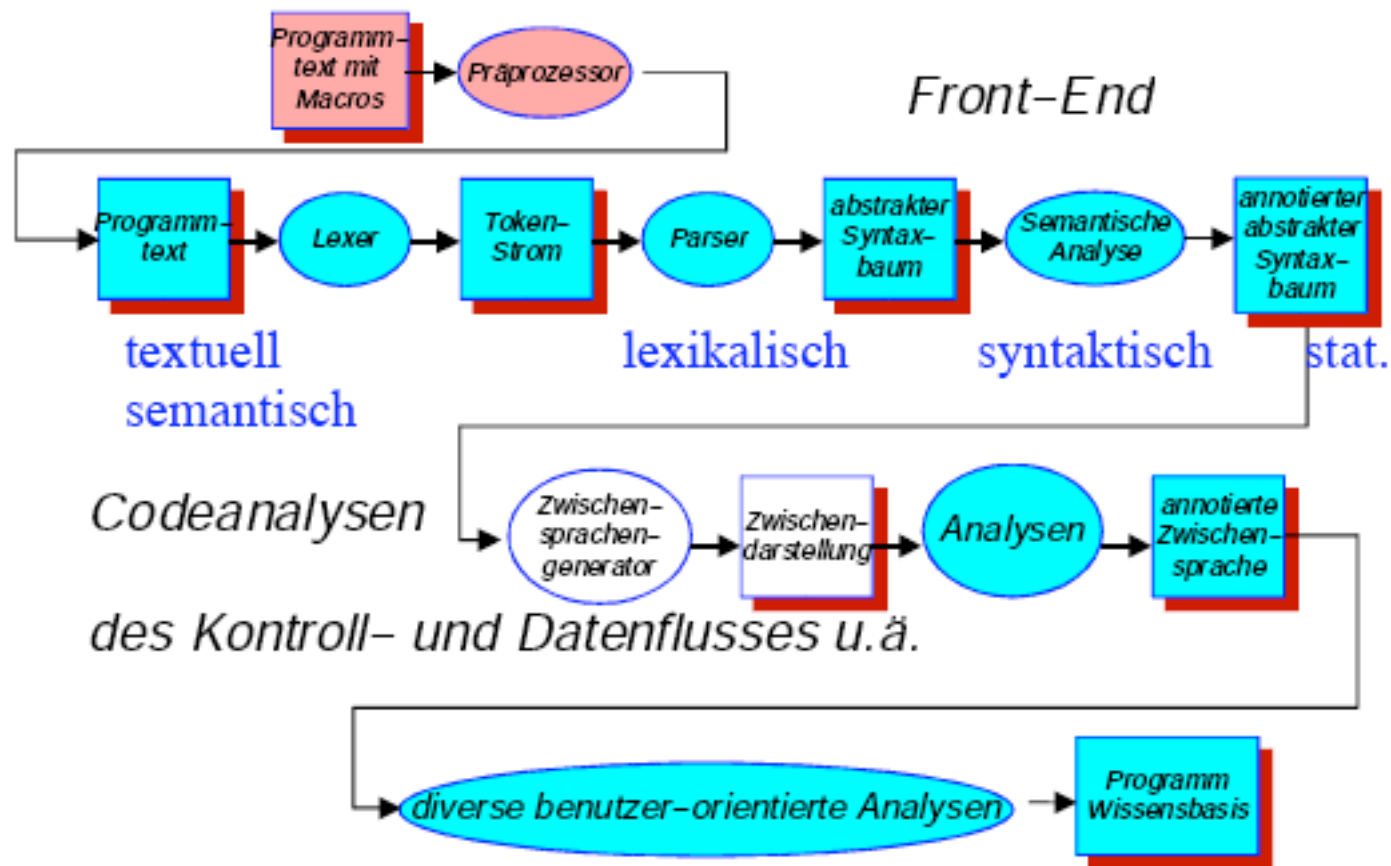 Programm–
text mit
Macros
Präprozessor
Front–End
Programm–
text
Lexer
Token–
Strom
Parser
abstrakter
Syntax–
baum
Semantische
Analyse
annotierter
abstrakter
Syntax–
baum
textuell
lexikalisch
syntaktisch
stat.
semantisch
Codeanalysen
Zwischen–
sprachen–
generator
Zwischen–
darstellung
Analysen
annotierte
Zwischen–
sprache
des Kontroll– und Datenflusses u.ä.
diverse benutzer–orientierte Analysen
Programm
Wissensbasis